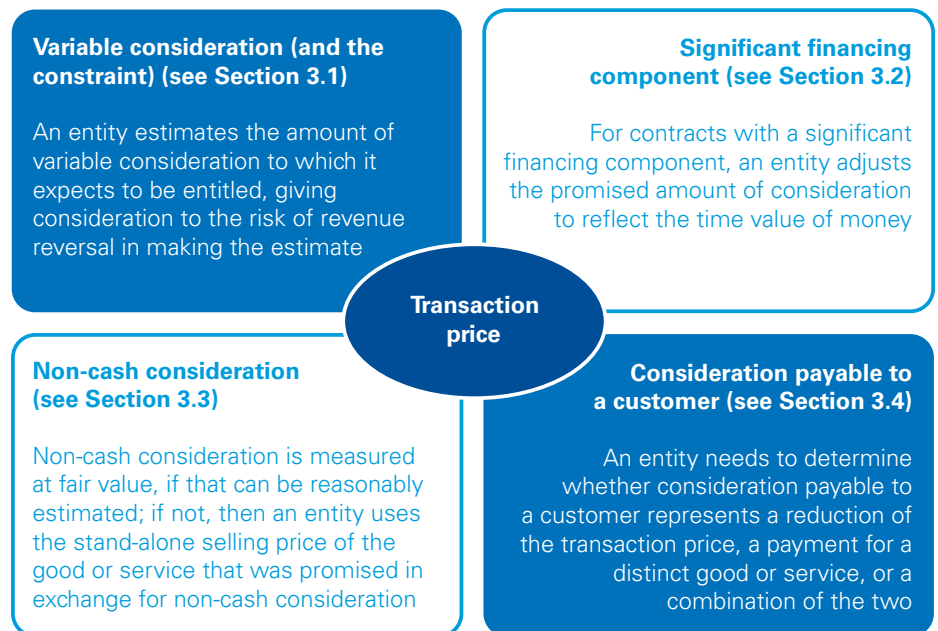 Variable consideration (and the
constraint) (see Section 3.1)
An entity estimates the amount of
variable consideration to which it
expects to be entitled, giving
consideration to the risk of revenue
reversal in making the estimate
Significant financing
component (see Section 3.2)
For contracts with a significant
financing component, an entity adjusts
the promised amount of consideration
to reflect the time value of money
Transaction
price
Non-cash consideration
(see Section 3.3)
Non-cash consideration is measured
at fair value, if that can be reasonably
estimated; if not, then an entity uses
the stand-alone selling price of the
good or service that was promised in
exchange for non-cash consideration
Consideration payable to
a customer (see Section 3.4)
An entity needs to determine
whether consideration payable to
a customer represents a reduction of
the transaction price, a payment for a
distinct good or service, or a
combination of the two